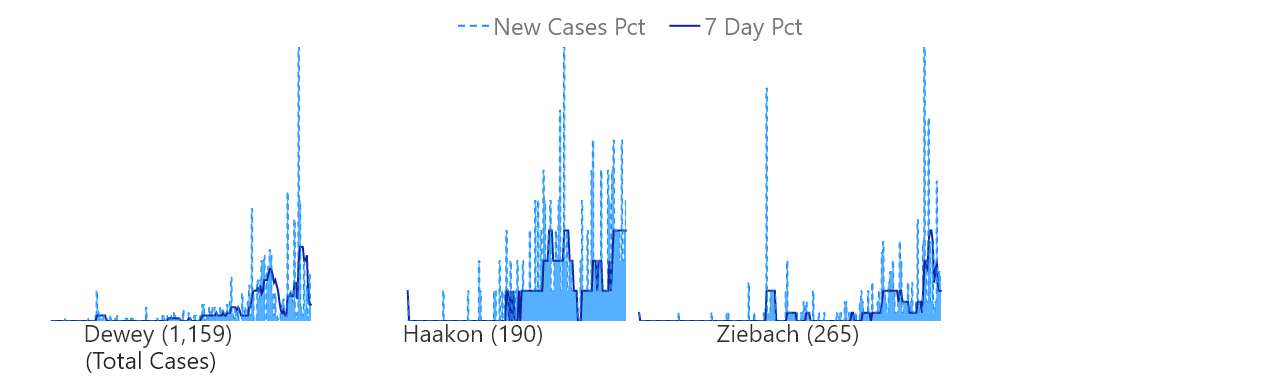 New Cases Pct 7 Day Pct
Dewey (1,159) Haakon (190) Ziebach (265)
(Total Cases)